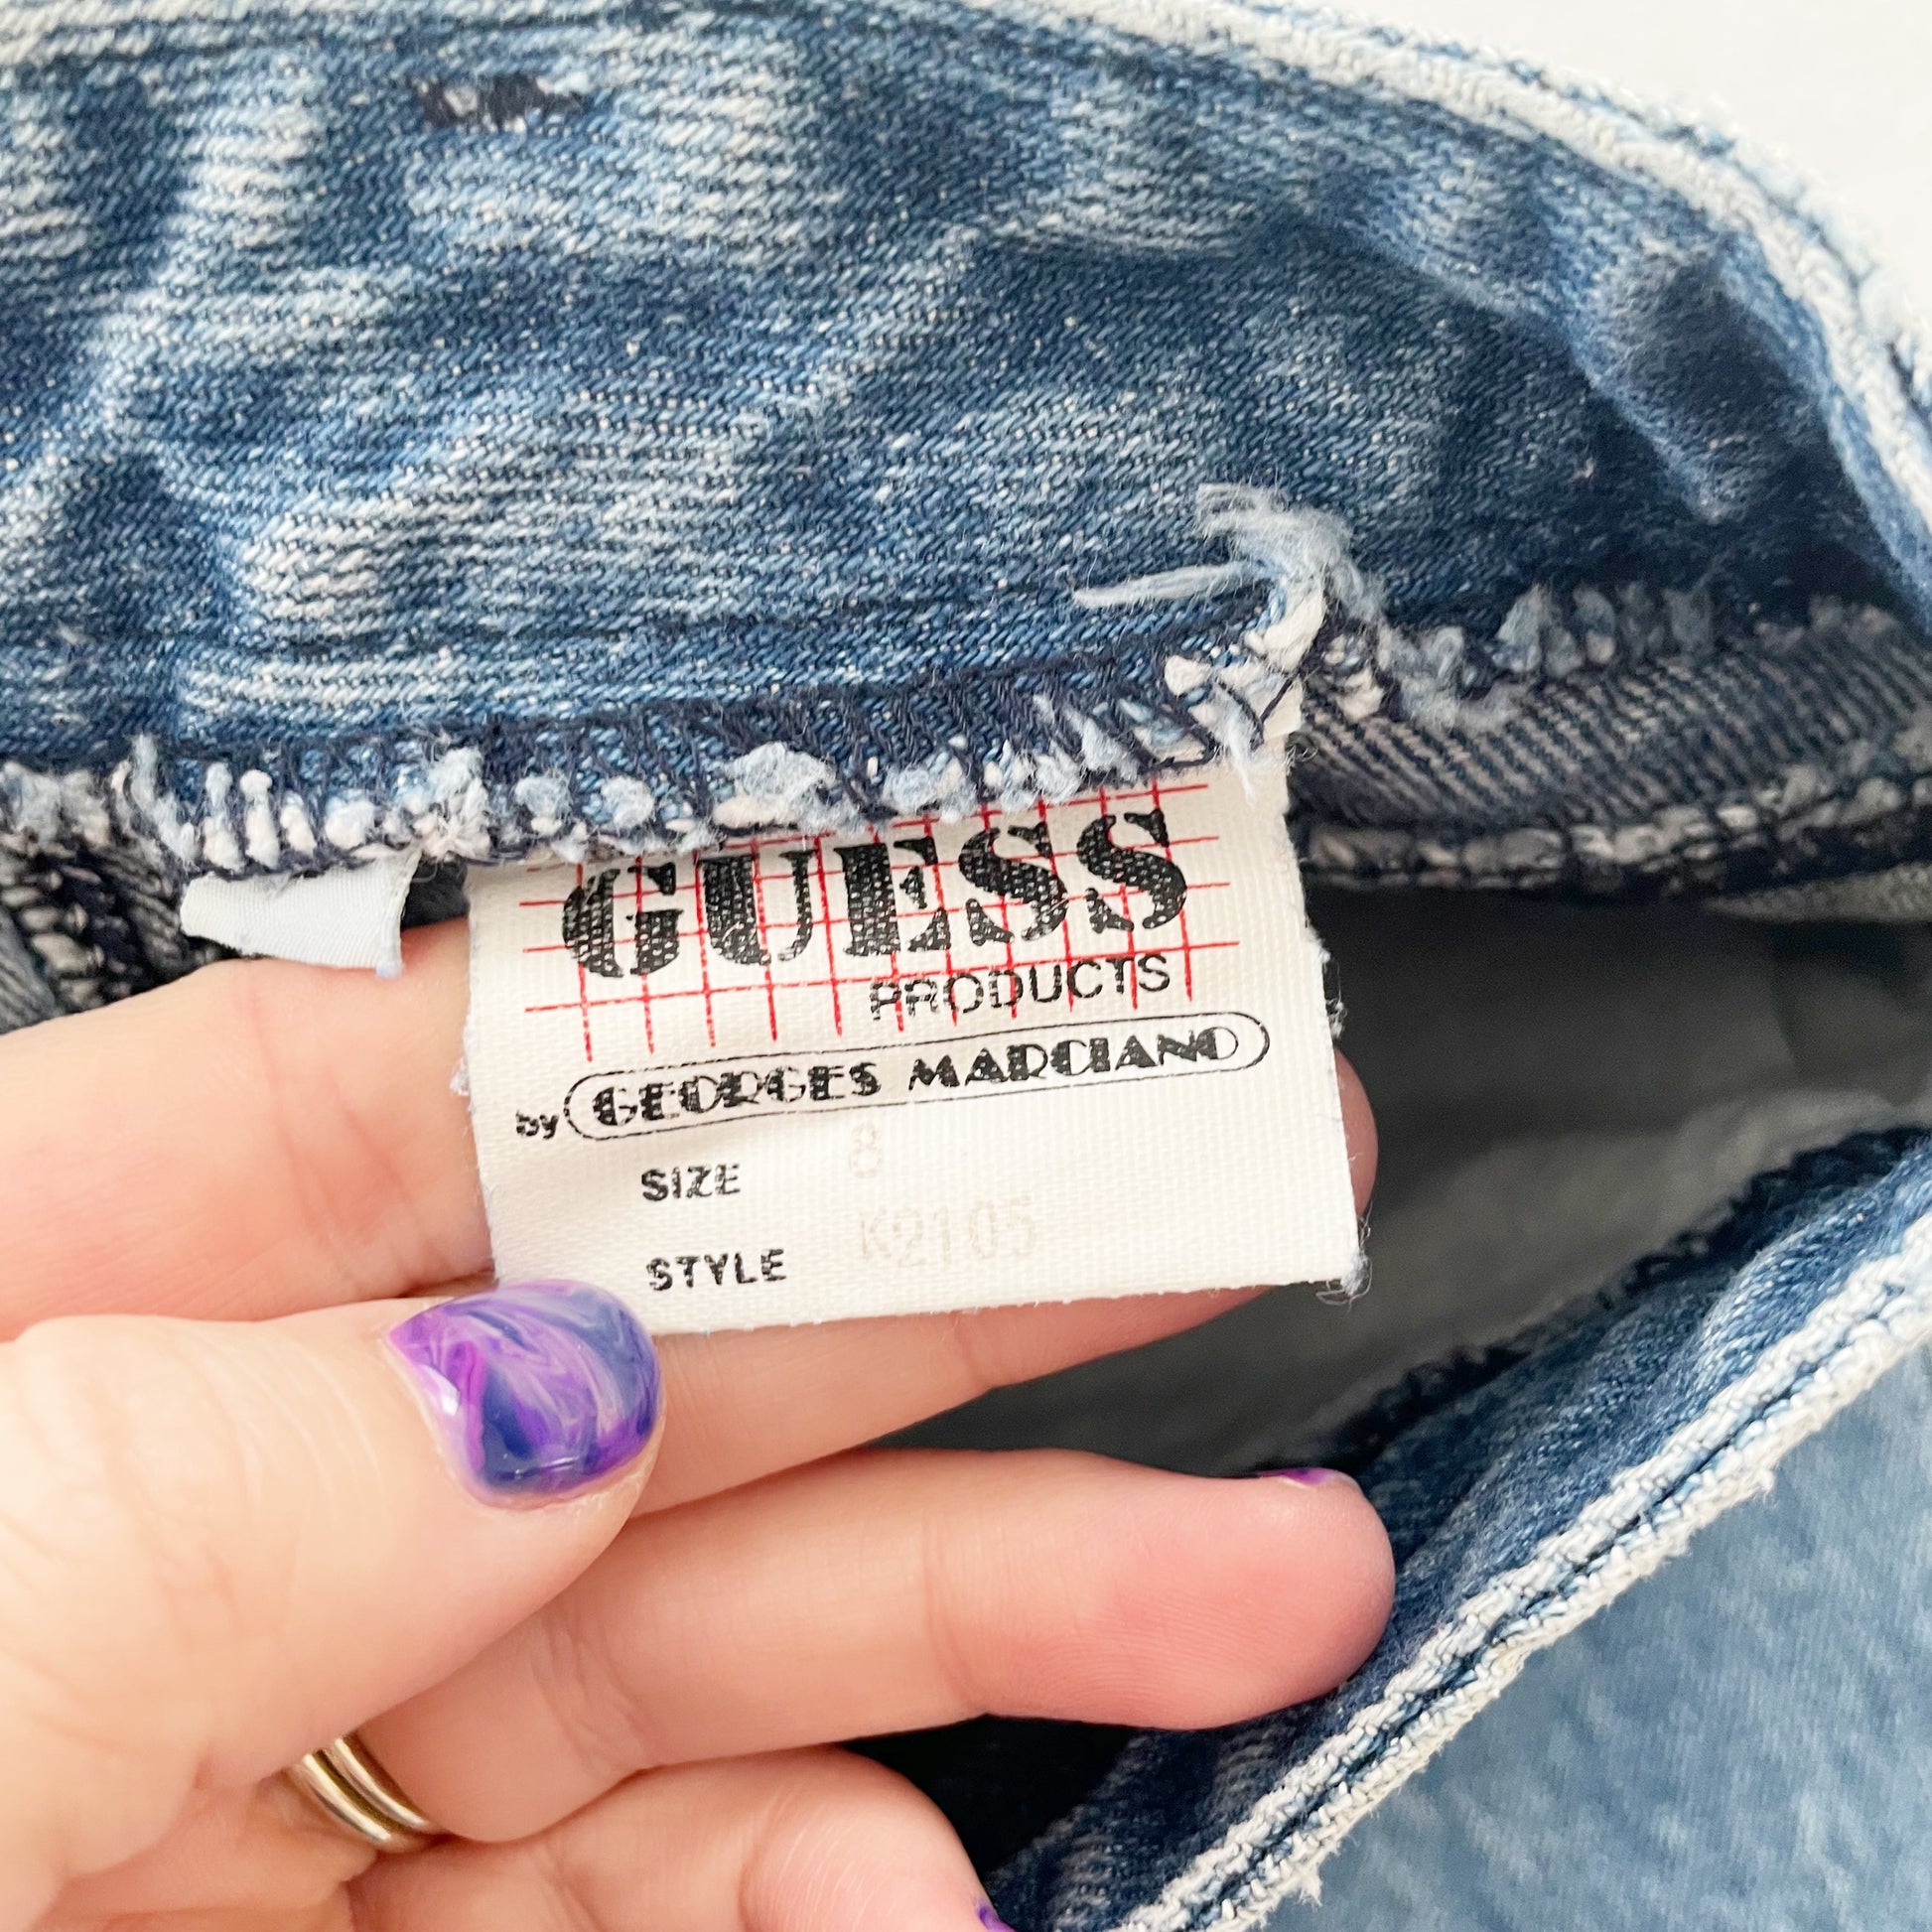 GUESS
PRODUCTS
by GEORGES MARCIANO
SIZE 8
STYLE K2105